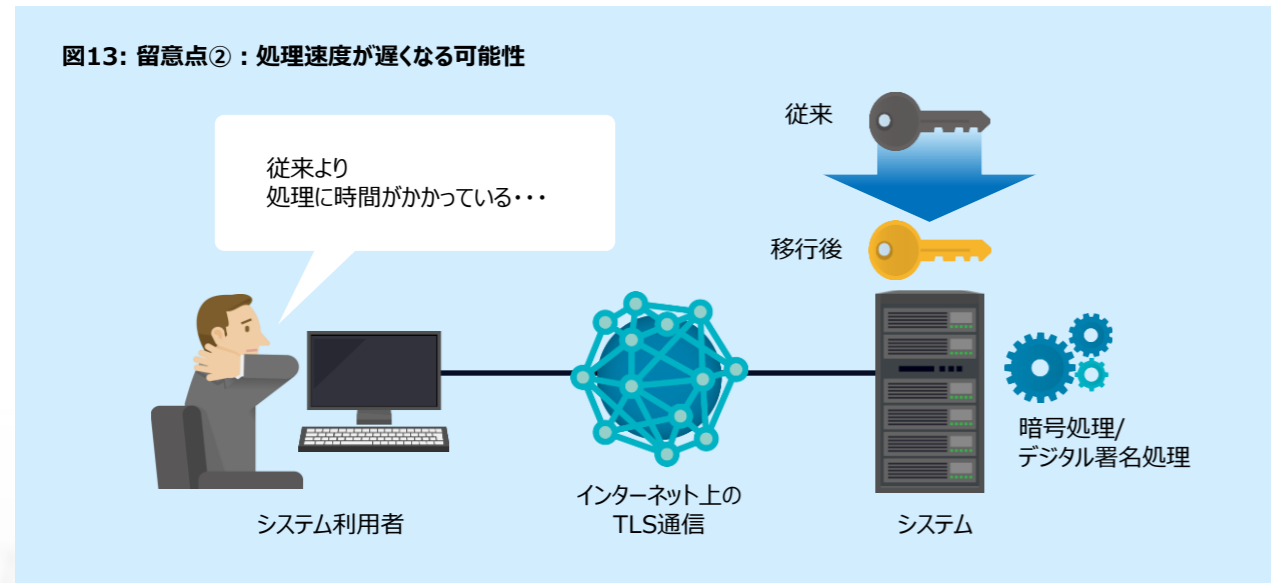 図13: 留意点②：処理速度が遅くなる可能性
従来
従来より
処理に時間がかかっている・・・
移行後
暗号処理/
デジタル署名処理
インターネット上の
TLS通信
システム利用者
システム